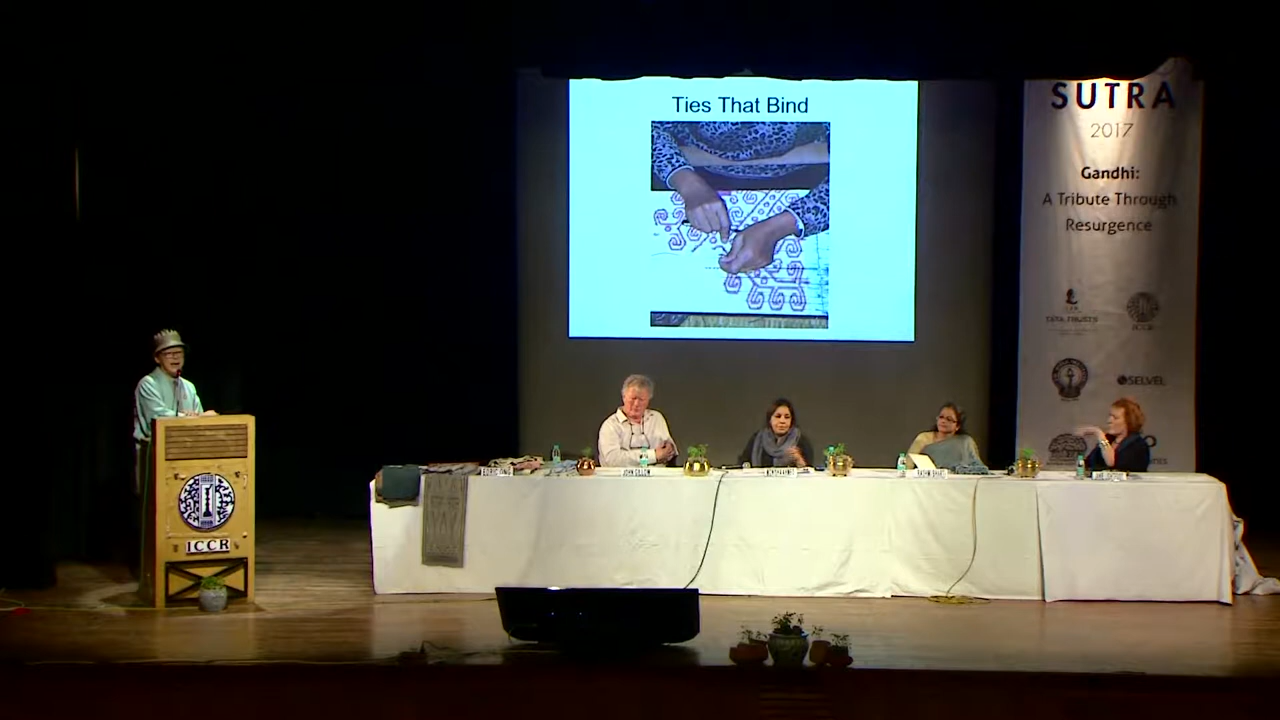 Ties That Bind
SUTRA
2017
Gandhi:
A Tribute Through
Resurgence
TATA TRUSTS
ICCR
SELVEL
ICCR